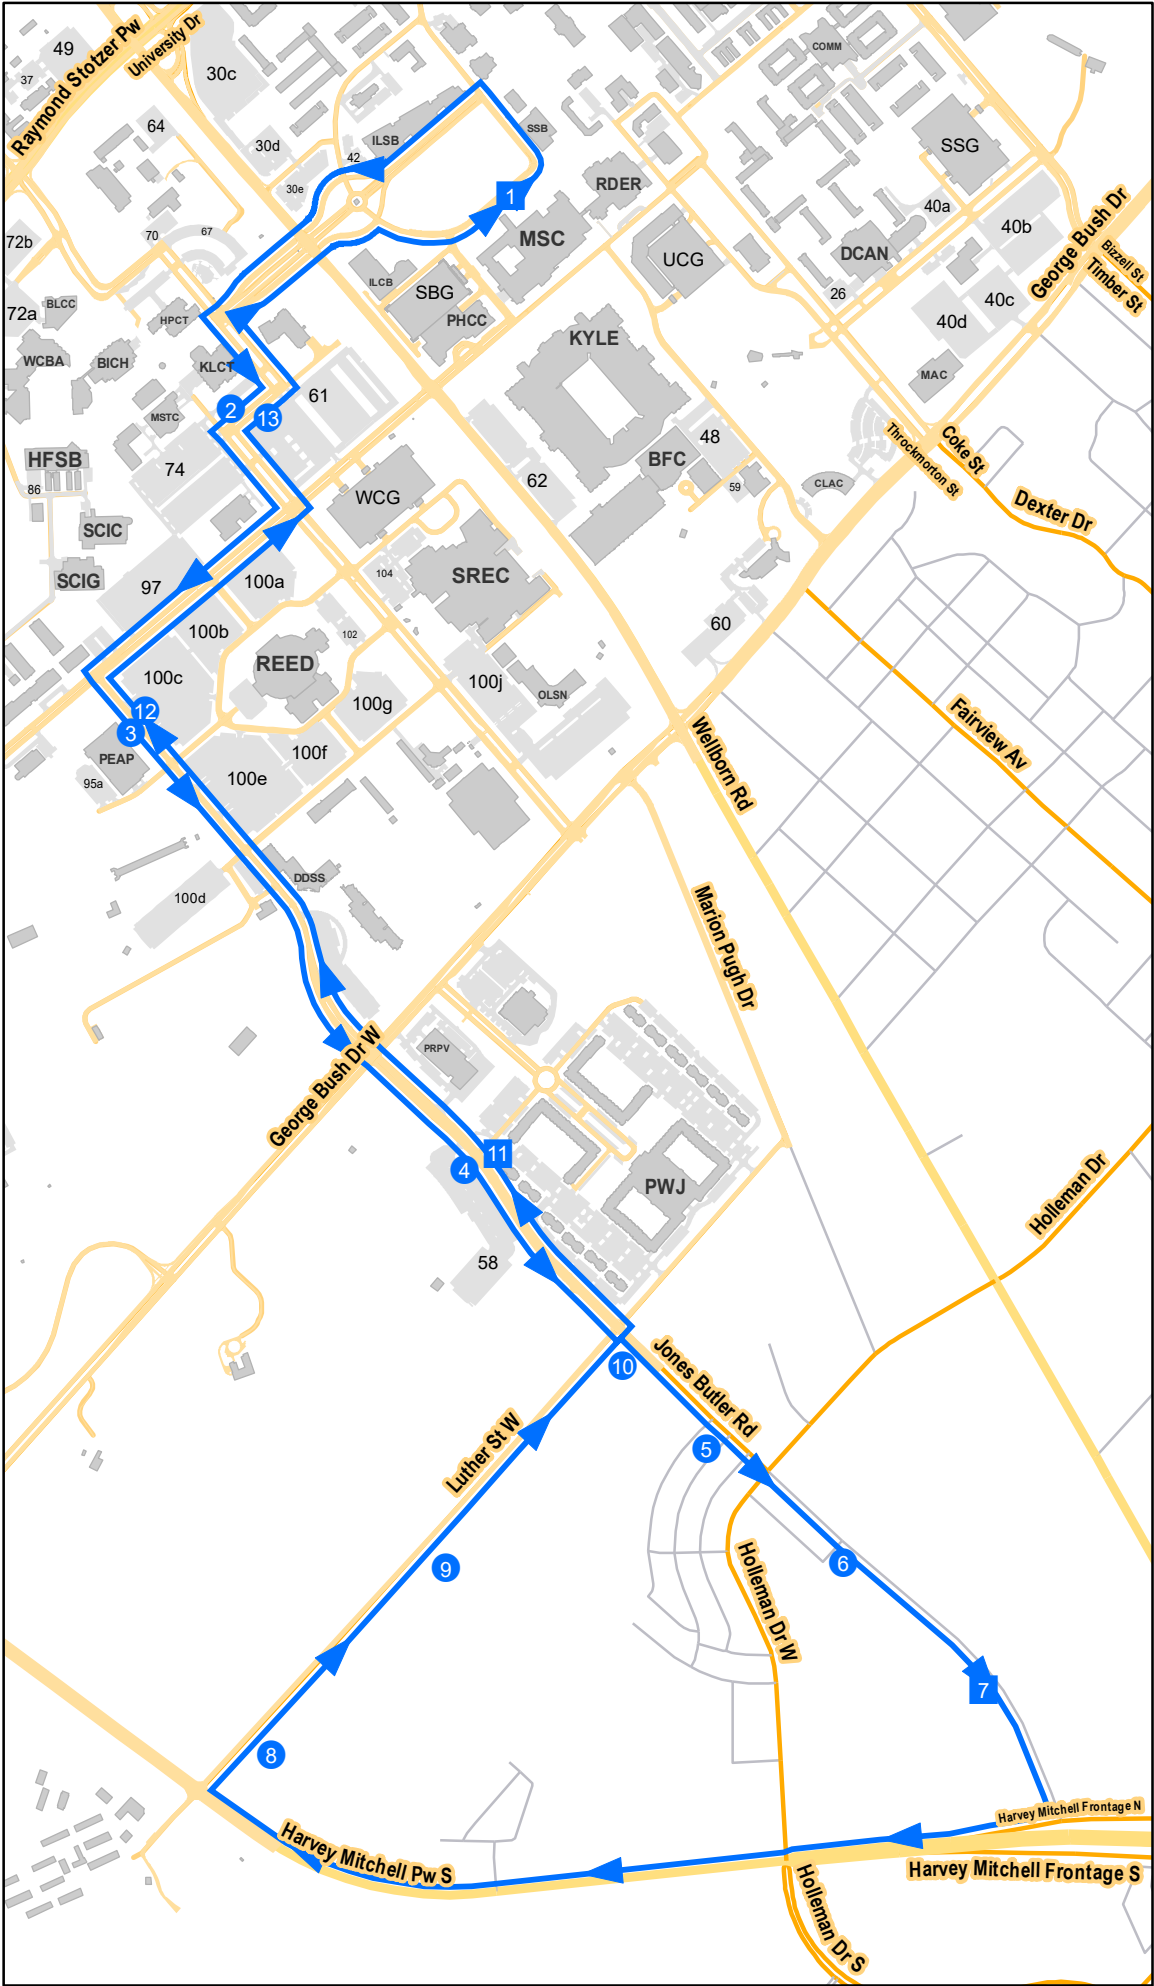 49
37
Raymond Stotzer Pw
University Dr
30c
COMM
64
30d
ILSB
SSB
42
SSG
30e
1
RDER
40a
72b
70
67
MSC
40b
George Bush Dr
Bizzell St
Timber St
UCG
DCAN
ILCB
SBG
26
40c
BLCC
72a
HPCT
PHCC
40d
KYLE
WCBA
BICH
KLCT
MAC
61
2
13
MSTC
48
Coke St
Throckmorton St
HFSB
74
BFC
62
59
CLAC
86
WCG
Dexter Dr
SCIC
SCIG
97
100a
104
SREC
100b
102
60
REED
100c
100g
100j
OLSN
12
3
Fairview Av
PEAP
100f
Wellborn Rd
95a
100e
DDSS
100d
Marion Pugh Dr
George Bush Dr W
PRPV
11
4
PWJ
Holleman Dr
58
10
Jones Butler Rd
Luther St W
5
9
6
Holleman Dr W
7
8
Harvey Mitchell Frontage N
Harvey Mitchell Pw S
Harvey Mitchell Frontage S
Holleman Dr S